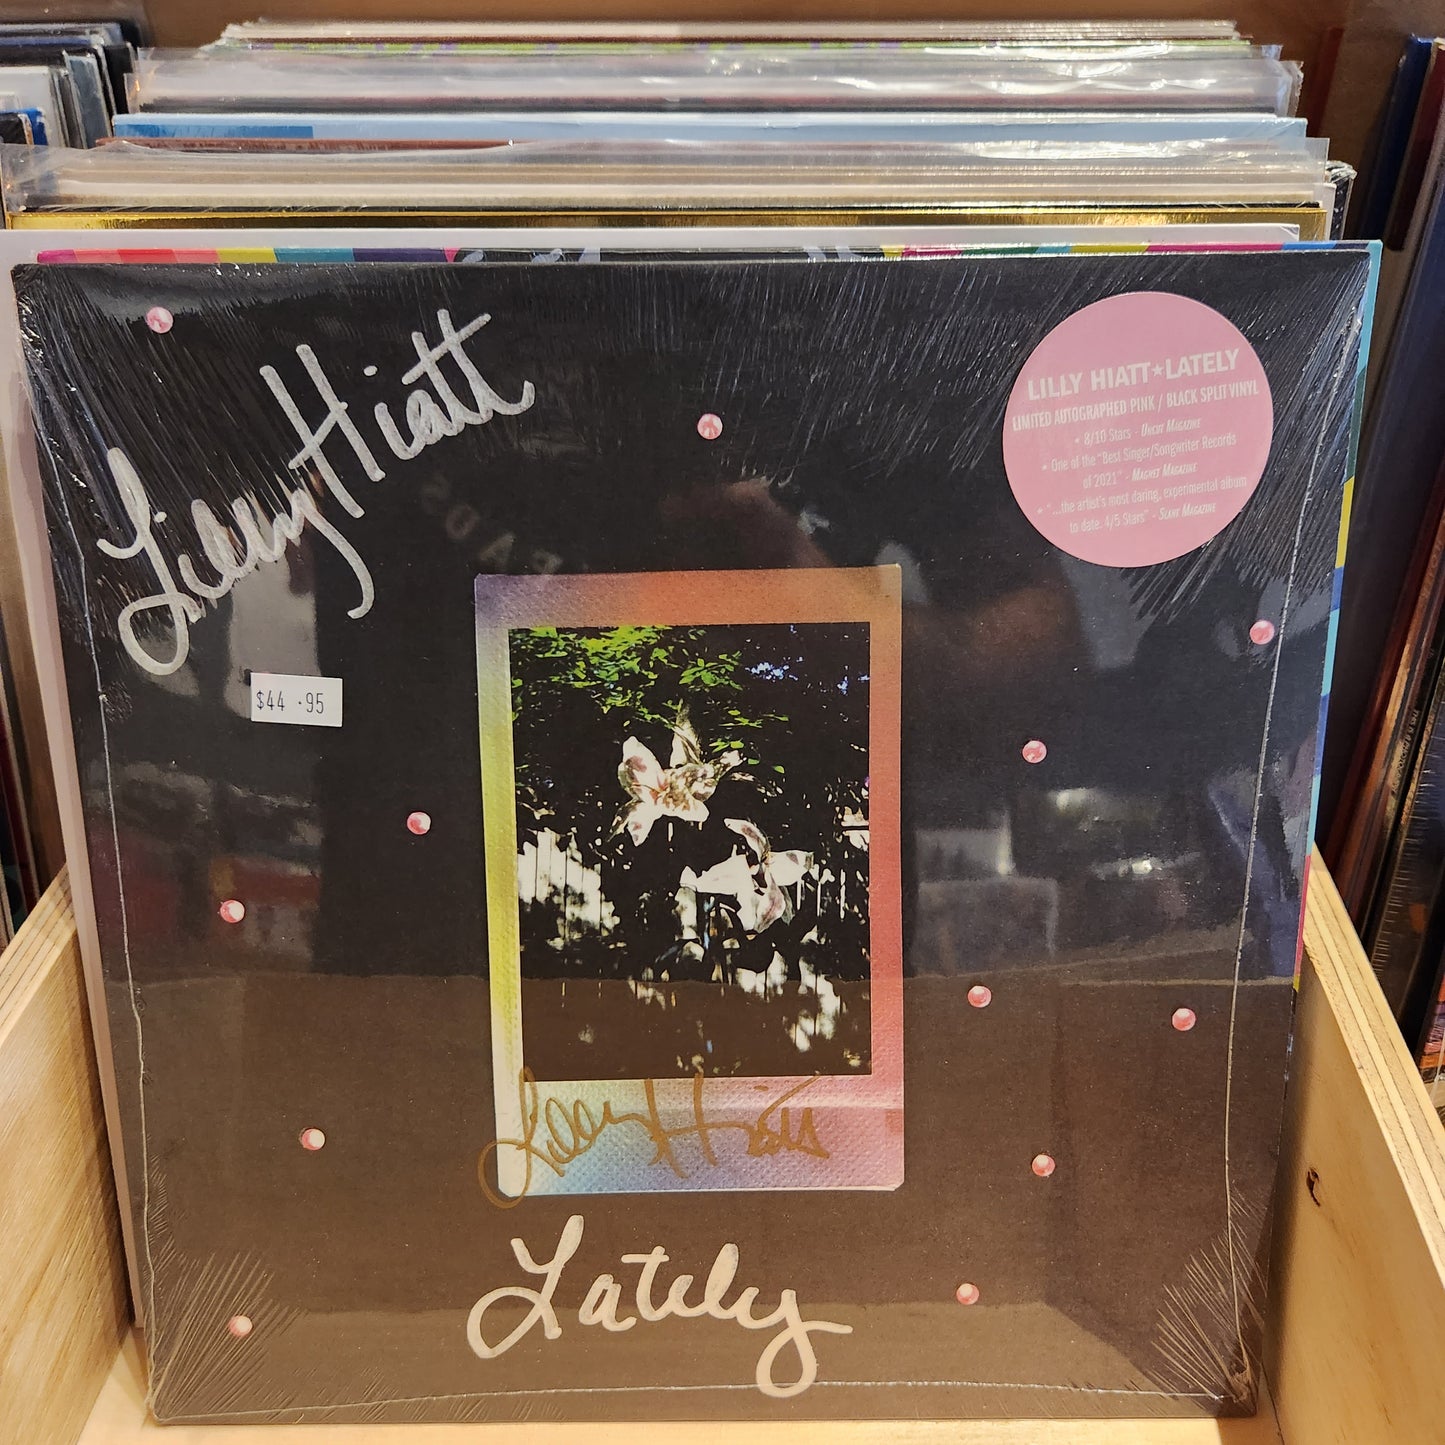 Lilly Hiatt
LILLY HIATT★LATELY
LIMITED AUTOGRAPHED PINK / BLACK SPLIT VINYL
★ 8/10 Stars - UNCUT MAGAZINE
★ One of the "Best Singer/Songwriter Records
of 2021" - MAGNET MAGAZINE
★ "...the artist's most daring, experimental album
to date. 4/5 Stars" - SLANT MAGAZINE
$44.95
Lilly Hiatt
Lately